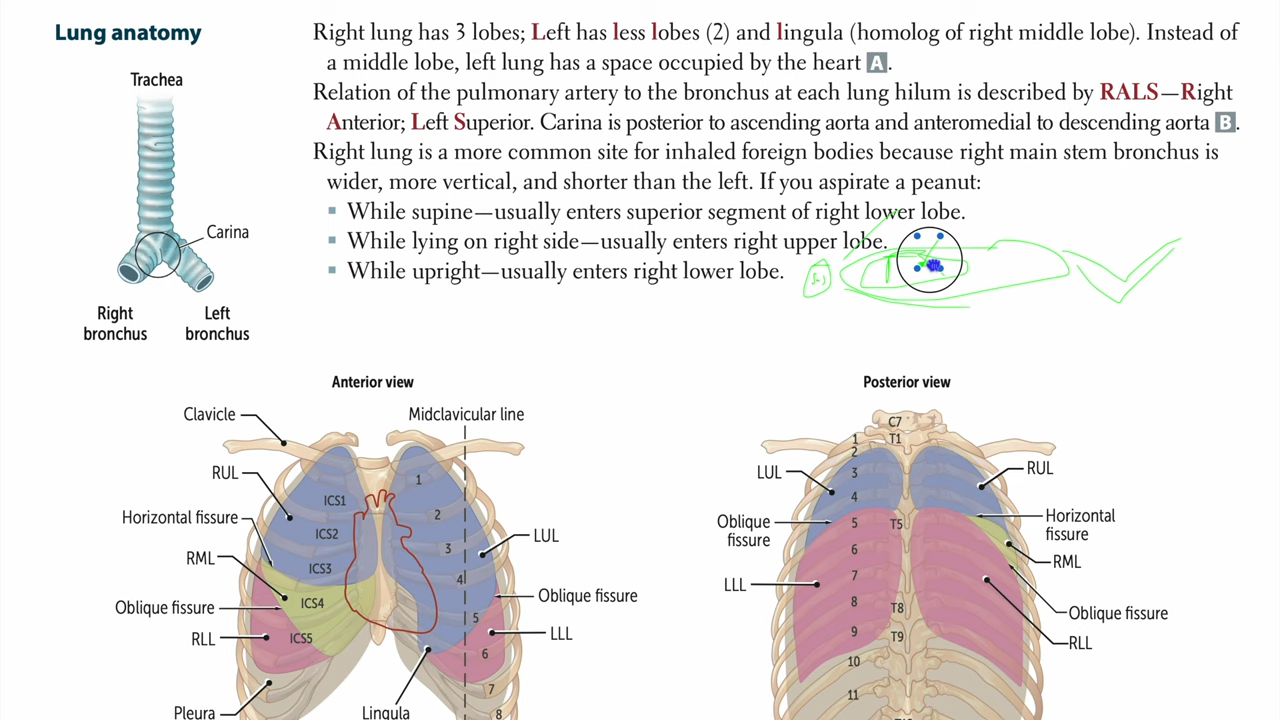 Lung anatomy
Right lung has 3 lobes; Left has less lobes (2) and lingula (homolog of right middle lobe). Instead of
a middle lobe, left lung has a space occupied by the heart A.
Relation of the pulmonary artery to the bronchus at each lung hilum is described by RALS—Right
Anterior; Left Superior. Carina is posterior to ascending aorta and anteromedial to descending aorta B.
Right lung is a more common site for inhaled foreign bodies because right main stem bronchus is
wider, more vertical, and shorter than the left. If you aspirate a peanut:
▪ While supine—usually enters superior segment of right lower lobe.
▪ While lying on right side—usually enters right upper lobe.
▪ While upright—usually enters right lower lobe.
Trachea
Carina
Right
bronchus
Left
bronchus
Anterior view
Clavicle
Midclavicular line
RUL
Horizontal fissure
RML
Oblique fissure
RLL
Pleura
ICS1
ICS2
ICS3
ICS4
ICS5
1
2
3
4
5
6
7
8
LUL
Oblique fissure
LLL
Lingula
Posterior view
C7
T1
1
2
3
4
5
6
7
8
9
10
11
T5
T8
T9
LUL
Oblique
fissure
LLL
RUL
Horizontal
fissure
RML
Oblique fissure
RLL